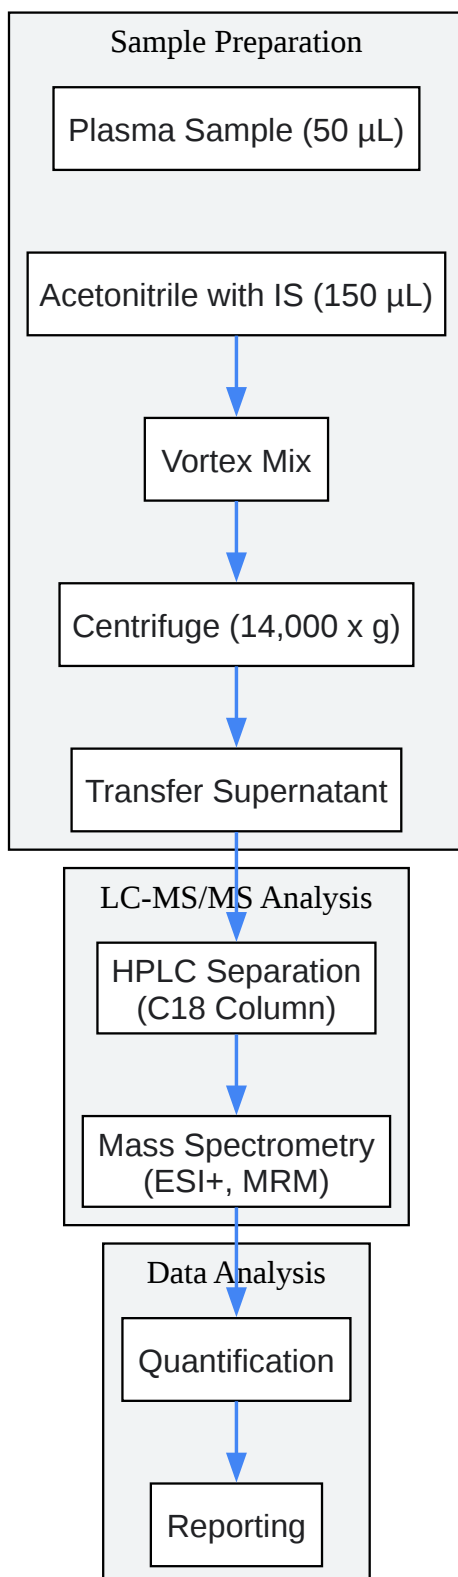 Sample Preparation
Plasma Sample (50 µL)
Acetonitrile with IS (150 µL)
Vortex Mix
Centrifuge (14,000 x g)
Transfer Supernatant
LC-MS/MS Analysis
HPLC Separation
(C18 Column)
Mass Spectrometry
(ESI+, MRM)
Data Analysis
Quantification
Reporting